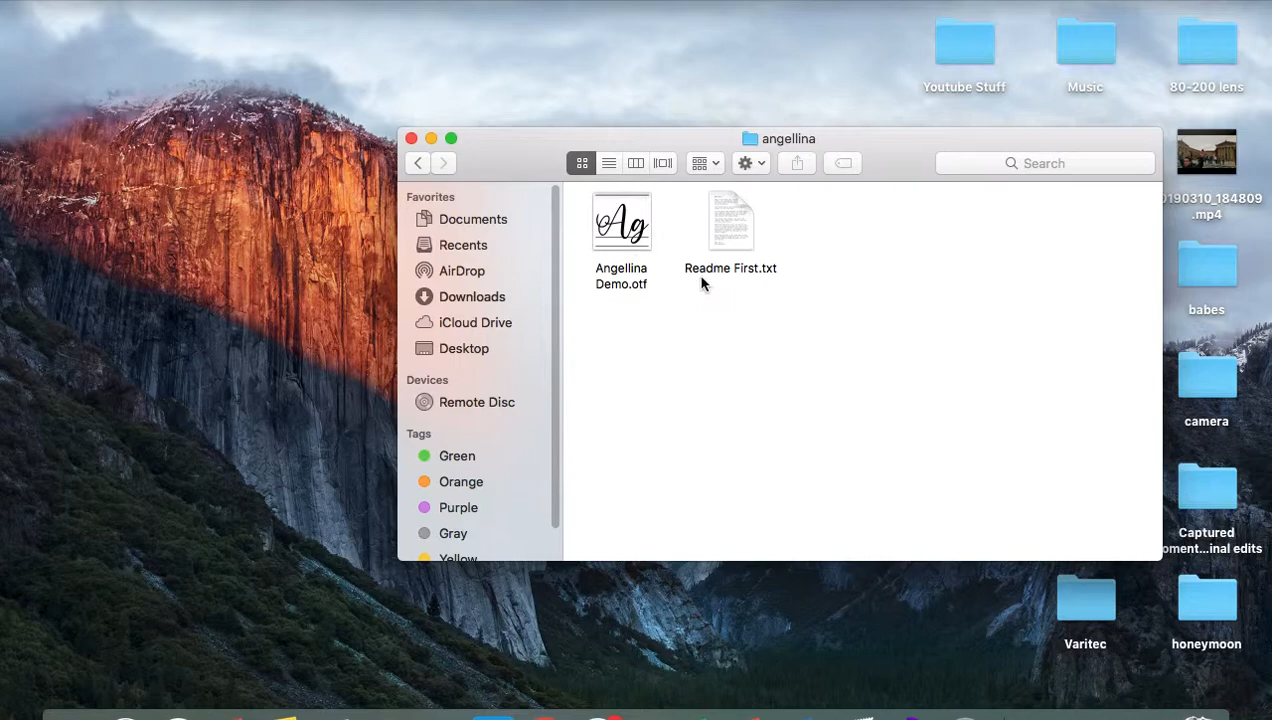 Youtube Stuff
Music
80-200 lens
angellina
Search
Favorites
Documents
Recents
AirDrop
Downloads
iCloud Drive
Desktop
Devices
Remote Disc
Tags
Green
Orange
Purple
Gray
Yellow
Ag
Angellina
Demo.otf
Readme First.txt
0190310_184809
.mp4
babes
camera
Captured
oment...inal edits
Varitec
honeymoon